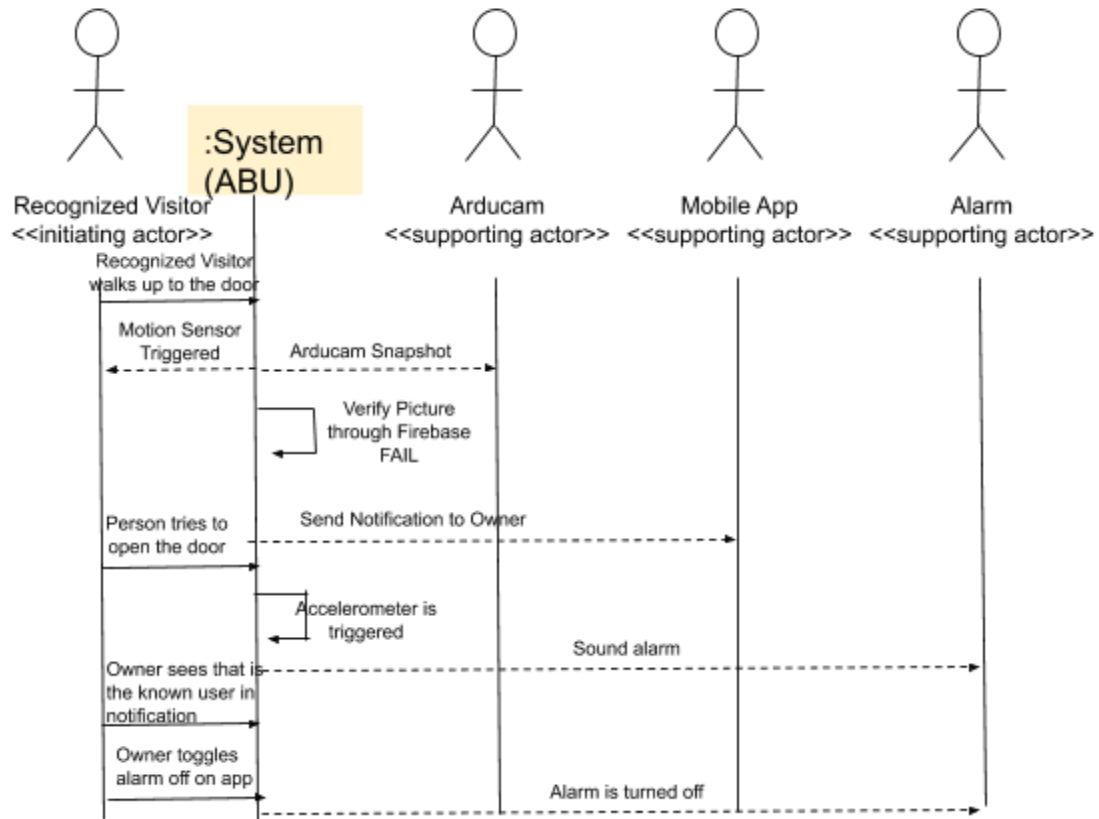 :System
(ABU)
Recognized Visitor
<<initiating actor>>
Arducam
<<supporting actor>>
Mobile App
<<supporting actor>>
Alarm
<<supporting actor>>
Recognized Visitor
walks up to the door
Motion Sensor
Triggered
Arducam Snapshot
Verify Picture
through Firebase
FAIL
Send Notification to Owner
Person tries to
open the door
Accelerometer is
triggered
Sound alarm
Owner sees that is
the known user in
notification
Owner toggles
alarm off on app
Alarm is turned off